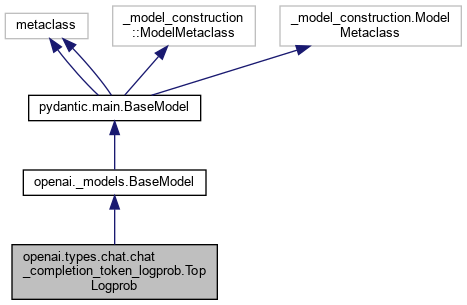 metaclass
_model_construction
::ModelMetaclass
_model_construction.Model
Metaclass
pydantic.main.BaseModel
openai._models.BaseModel
openai.types.chat.chat
_completion_token_logprob.Top
Logprob